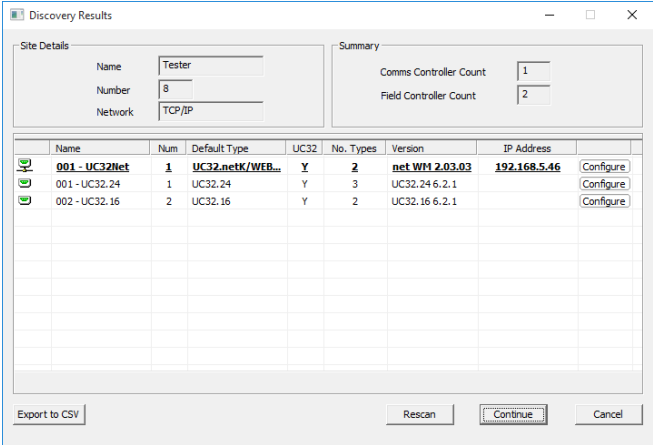 Discovery Results
Site Details
Name Tester
Number 8
Network TCP/IP
Summary
Comms Controller Count 1
Field Controller Count 2
Name Num Default Type UC32 No. Types Version IP Address
001 - UC32Net 1 UC32.netK/WEB... Y 2 net WM 2.03.03 192.168.5.46 Configure
001 - UC32.24 1 UC32.24 Y 3 UC32.24 6.2.1 Configure
002 - UC32.16 2 UC32.16 Y 2 UC32.16 6.2.1 Configure
Export to CSV Rescan Continue Cancel